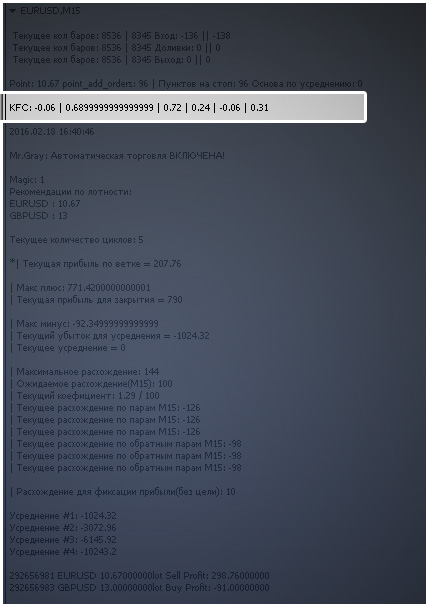 ▼ EURUSD,M15
Текущее кол баров: 8536 | 8345 Вход: -136 || -138
Текущее кол баров: 8536 | 8345 Доливки: 0 || 0
Текущее кол баров: 8536 | 8345 Выход: 0 || 0
Point: 10.67 point_add_orders: 96 | Пунктов на стоп: 96 Основа по усреднению: 0
KFC: -0.06 | 0.6899999999999999 | 0.72 | 0.24 | -0.06 | 0.31
2016.02.18 16:40:46
Mr.Gray: Автоматическая торговля ВКЛЮЧЕНА!
Magic: 1
Рекомендации по лотности:
EURUSD : 10.67
GBPUSD : 13
Текущее количество циклов: 5
*| Текущая прибыль по ветке = 207.76
| Макс плюс: 771.4200000000001
| Текущая прибыль для закрытия = 790
| Макс минус: -92.34999999999999
| Текущий убыток для усреднения = -1024.32
| Текущее усреднение = 0
| Максимальное расхождение: 144
| Ожидаемое расхождение(M15): 100
| Текущий коефициент: 1.29 / 100
| Текущее расхождение по парам M15: -126
| Текущее расхождение по парам M15: -126
| Текущее расхождение по парам M15: -126
| Текущее расхождение по обратным парам M15: -98
| Текущее расхождение по обратным парам M15: -98
| Текущее расхождение по обратным парам M15: -98
| Расхождение для фиксации прибыли(без цели): 10
Усреднение #1: -1024.32
Усреднение #2: -3072.96
Усреднение #3: -6145.92
Усреднение #4: -10243.2
292656981 EURUSD 10.67000000lot Sell Profit: 298.76000000
292656983 GBPUSD 13.00000000lot Buy Profit: -91.00000000